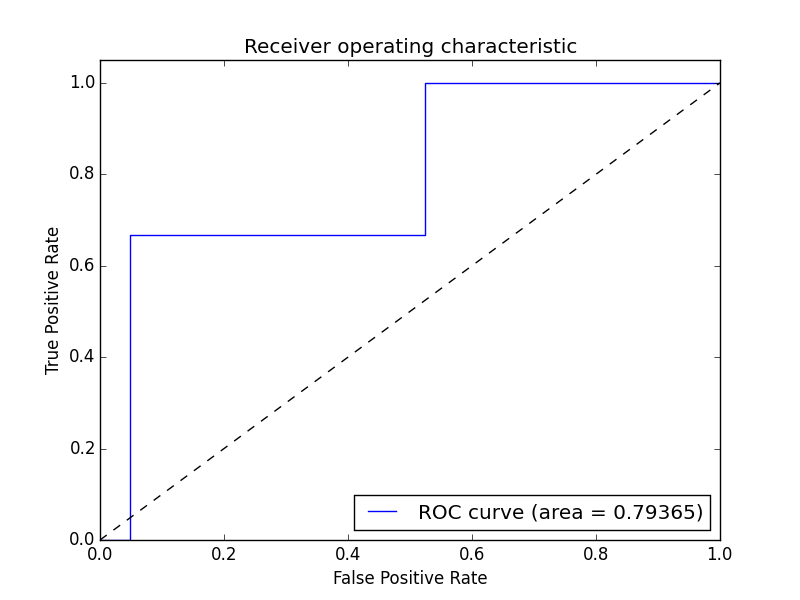 Receiver operating characteristic
1.0
0.8
0.6
0.4
0.2
0.0
True Positive Rate
ROC curve (area = 0.79365)
0.0 0.2 0.4 0.6 0.8 1.0
False Positive Rate